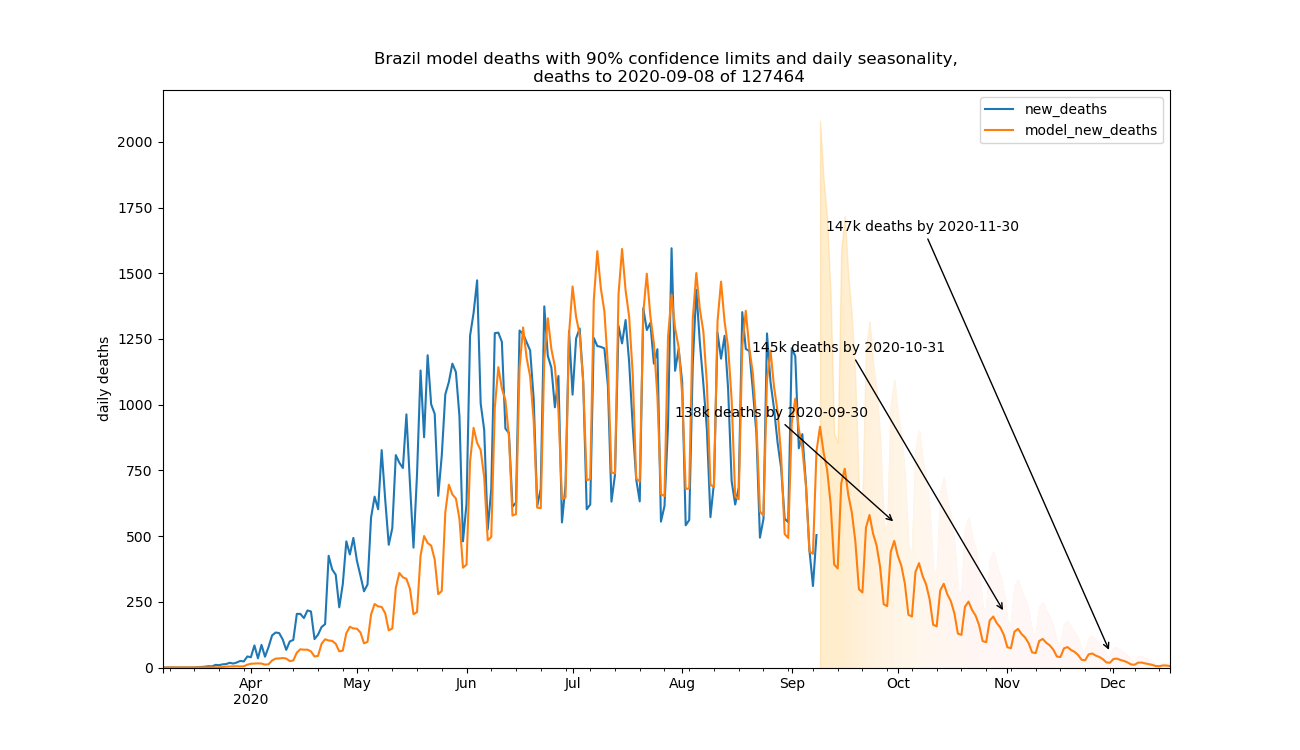 Brazil model deaths with 90% confidence limits and daily seasonality,
deaths to 2020-09-08 of 127464
new_deaths
model_new_deaths
daily deaths
2000
1750
1500
1250
1000
750
500
250
0
147k deaths by 2020-11-30
145k deaths by 2020-10-31
138k deaths by 2020-09-30
Apr
2020
May
Jun
Jul
Aug
Sep
Oct
Nov
Dec